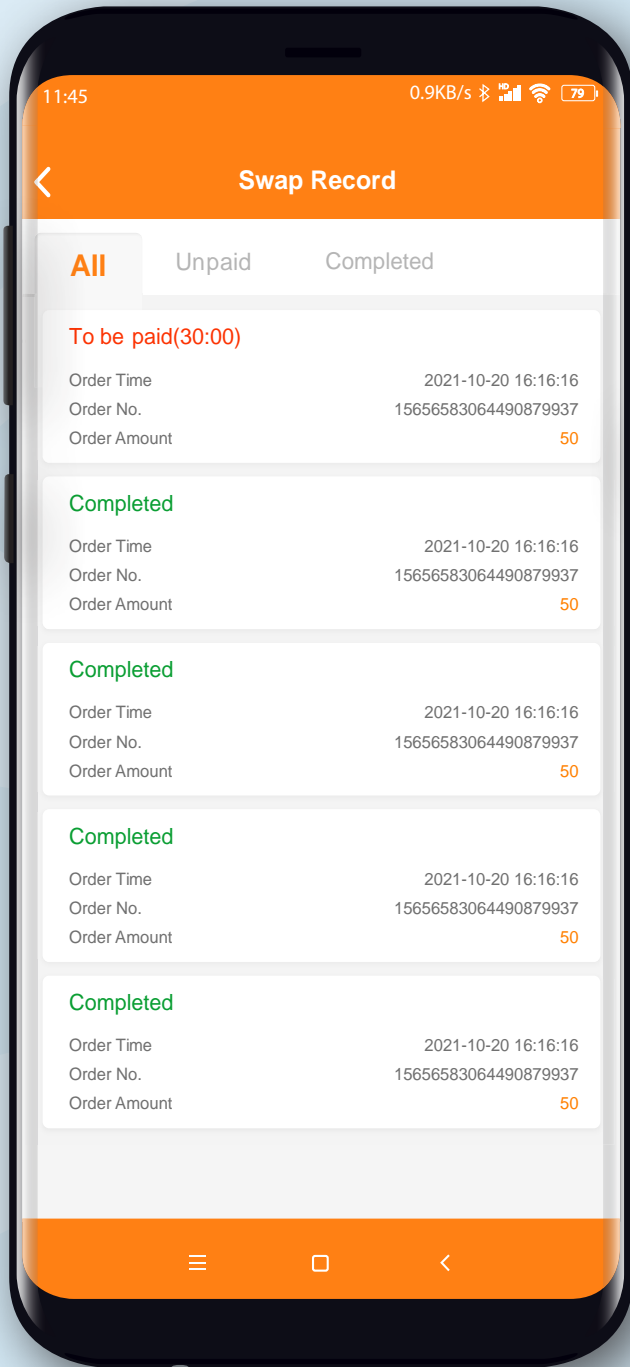 11:45 0.9KB/s HD 79
Swap Record
All Unpaid Completed
To be paid(30:00)
Order Time 2021-10-20 16:16:16
Order No. 15656583064490879937
Order Amount 50
Completed
Order Time 2021-10-20 16:16:16
Order No. 15656583064490879937
Order Amount 50
Completed
Order Time 2021-10-20 16:16:16
Order No. 15656583064490879937
Order Amount 50
Completed
Order Time 2021-10-20 16:16:16
Order No. 15656583064490879937
Order Amount 50
Completed
Order Time 2021-10-20 16:16:16
Order No. 15656583064490879937
Order Amount 50